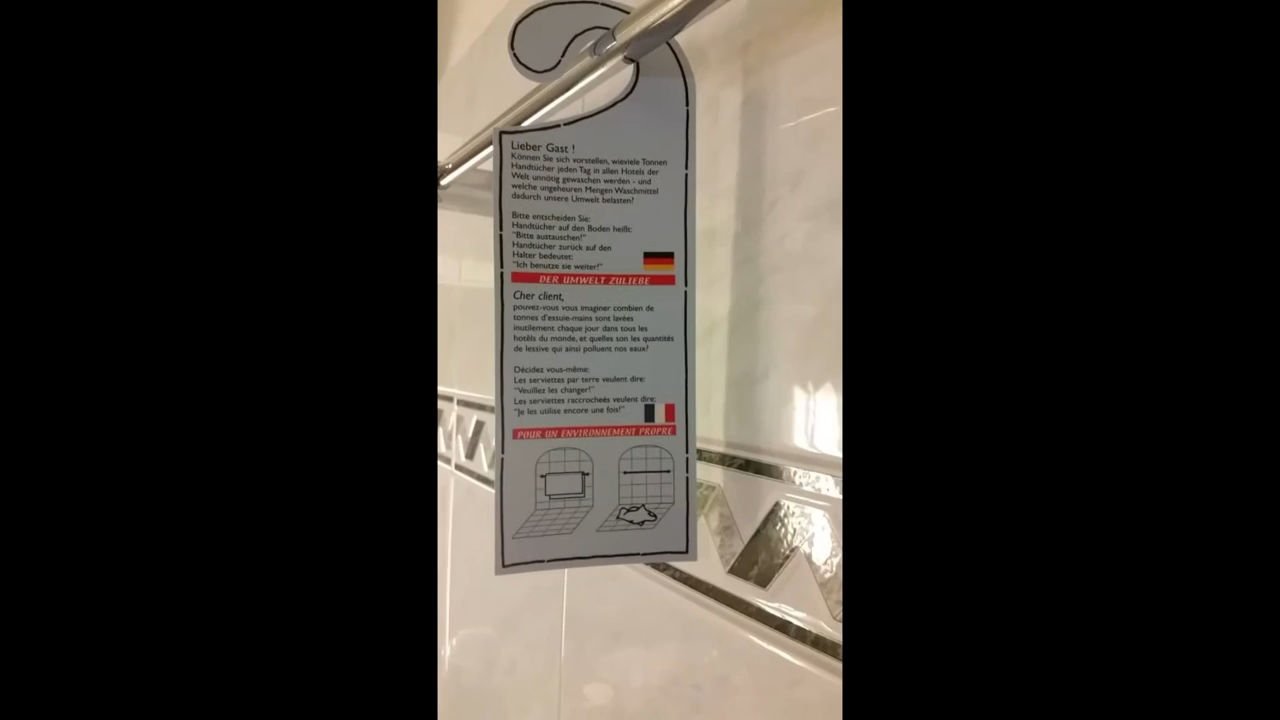 Lieber Gast !
Können Sie sich vorstellen, wieviele Tonnen
Handtücher jeden Tag in allen Hotels der
Welt unnötig gewaschen werden - und
welche ungeheuren Mengen Waschmittel
dadurch unsere Umwelt belasten?
Bitte entscheiden Sie:
Handtücher auf den Boden heißt:
"Bitte austauschen!"
Handtücher zurück auf den
Halter bedeutet:
"Ich benutze sie weiter!"
DER UMWELT ZULIEBE
Cher client,
pouvez-vous vous imaginer combien de
tonnes d'essuie-mains sont lavées
inutilement chaque jour dans tous les
hotêls du monde, et quelles son les quantités
de lessive qui ainsi polluent nos eaux?
Décidez vous-même:
Les serviettes par terre veulent dire:
"Veuillez les changer!"
Les serviettes raccrocheés veulent dire:
"Je les utilise encore une fois!"
POUR UN ENVIRONNEMENT PROPRE